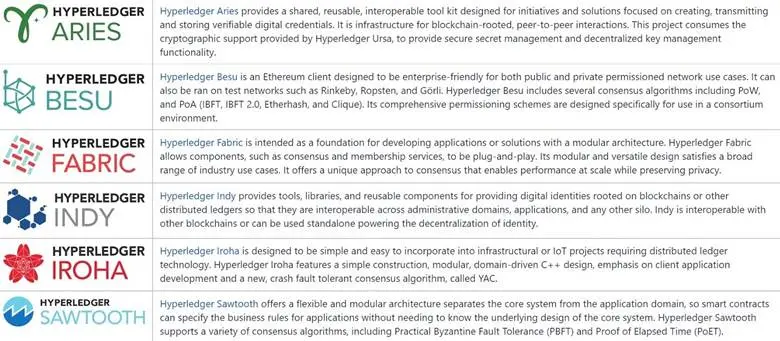 HYPERLEDGER
ARIES
Hyperledger Aries provides a shared, reusable, interoperable tool kit designed for initiatives and solutions focused on creating, transmitting
and storing verifiable digital credentials. It is infrastructure for blockchain-rooted, peer-to-peer interactions. This project consumes the
cryptographic support provided by Hyperledger Ursa, to provide secure secret management and decentralized key management
functionality.
HYPERLEDGER
BESU
Hyperledger Besu is an Ethereum client designed to be enterprise-friendly for both public and private permissioned network use cases. It can
also be ran on test networks such as Rinkeby, Ropsten, and Görli. Hyperledger Besu includes several consensus algorithms including PoW,
and PoA (IBFT, IBFT 2.0, Etherhash, and Clique). Its comprehensive permissioning schemes are designed specifically for use in a consortium
environment.
HYPERLEDGER
FABRIC
Hyperledger Fabric is intended as a foundation for developing applications or solutions with a modular architecture. Hyperledger Fabric
allows components, such as consensus and membership services, to be plug-and-play. Its modular and versatile design satisfies a broad
range of industry use cases. It offers a unique approach to consensus that enables performance at scale while preserving privacy.
HYPERLEDGER
INDY
Hyperledger Indy provides tools, libraries, and reusable components for providing digital identities rooted on blockchains or other
distributed ledgers so that they are interoperable across administrative domains, applications, and any other silo. Indy is interoperable with
other blockchains or can be used standalone powering the decentralization of identity.
HYPERLEDGER
IROHA
Hyperledger Iroha is designed to be simple and easy to incorporate into infrastructural or IoT projects requiring distributed ledger
technology. Hyperledger Iroha features a simple construction, modular, domain-driven C++ design, emphasis on client application
development and a new, crash fault tolerant consensus algorithm, called YAC.
HYPERLEDGER
SAWTOOTH
Hyperledger Sawtooth offers a flexible and modular architecture separates the core system from the application domain, so smart contracts
can specify the business rules for applications without needing to know the underlying design of the core system. Hyperledger Sawtooth
supports a variety of consensus algorithms, including Practical Byzantine Fault Tolerance (PBFT) and Proof of Elapsed Time (PoET).